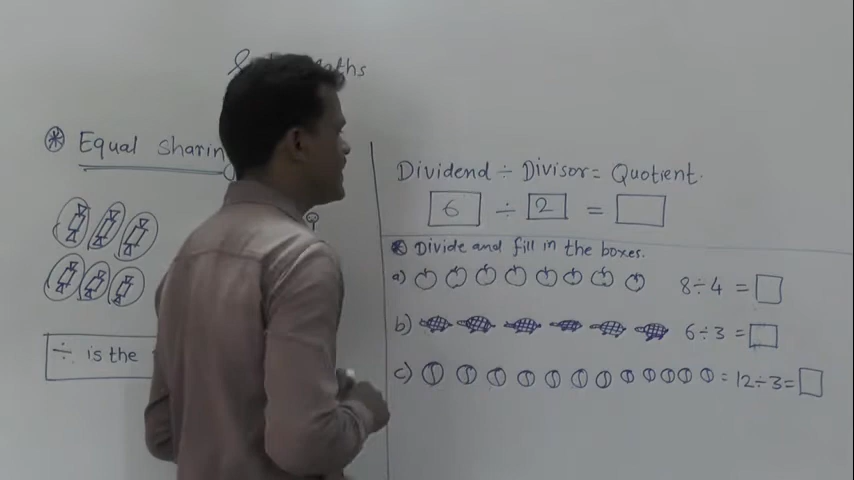 Maths
Equal sharin
÷ is the
Dividend ÷ Divisor = Quotient.
6 ÷ 2 =
Divide and fill in the boxes.
a) 8÷4 =
b) 6÷3 =
c) = 12÷3=